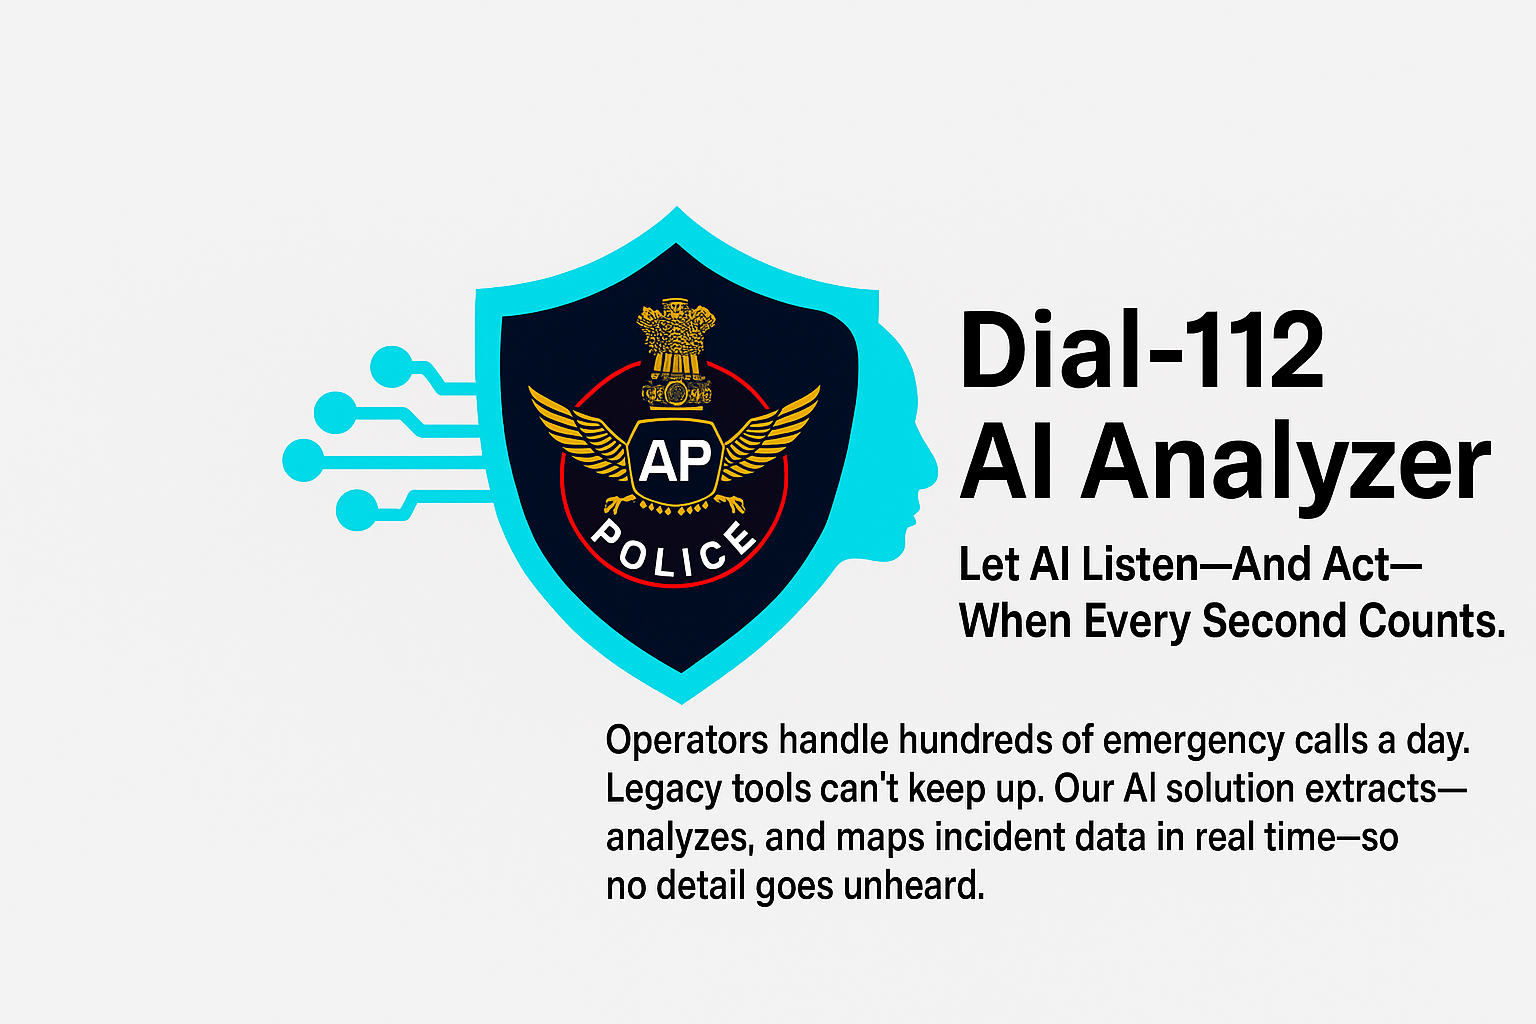 AP
POLICE
Dial-112
AI Analyzer
Let AI Listen—And Act—
When Every Second Counts.
Operators handle hundreds of emergency calls a day.
Legacy tools can't keep up. Our AI solution extracts—
analyzes, and maps incident data in real time—so
no detail goes unheard.